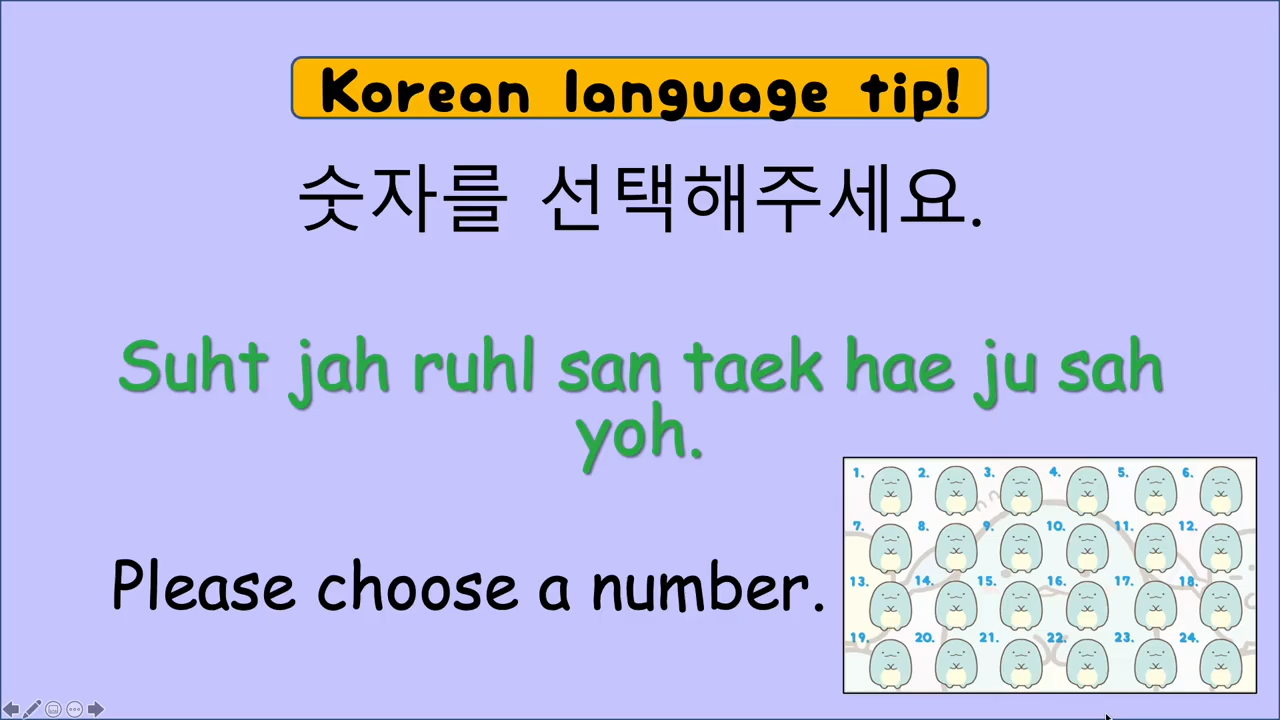 Korean language tip!
숫자를 선택해주세요.
Suht jah ruhl san taek hae ju sah
yoh.
Please choose a number.
1. 2. 3. 4. 5. 6.
7. 8. 9. 10. 11. 12.
13. 14. 15. 16. 17. 18.
19. 20. 21. 22. 23. 24.